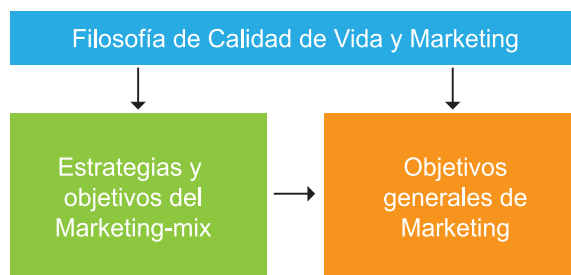 Filosofía de Calidad de Vida y Marketing
Estrategias y
objetivos del
Marketing-mix
Objetivos
generales de
Marketing